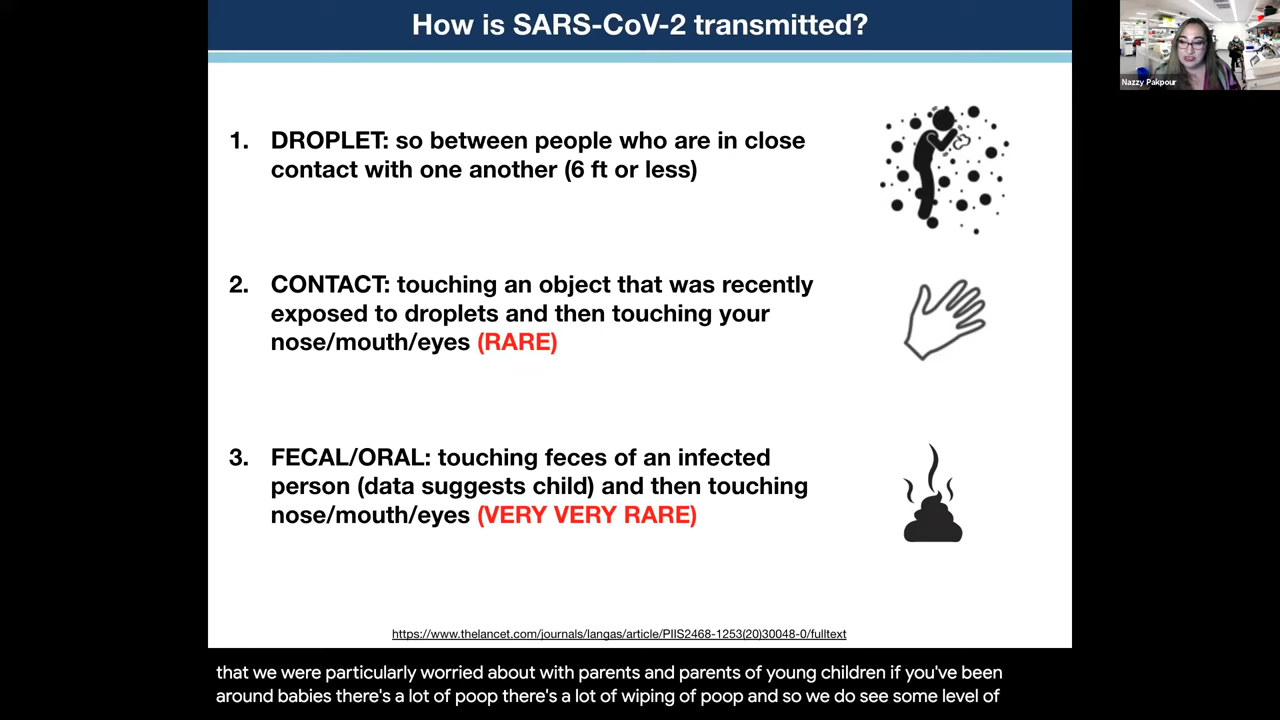 How is SARS-CoV-2 transmitted?
Nazzy Pakpour
1. DROPLET: so between people who are in close
contact with one another (6 ft or less)
2. CONTACT: touching an object that was recently
exposed to droplets and then touching your
nose/mouth/eyes (RARE)
3. FECAL/ORAL: touching feces of an infected
person (data suggests child) and then touching
nose/mouth/eyes (VERY VERY RARE)
https://www.thelancet.com/journals/langas/article/PIIS2468-1253(20)30048-0/fulltext
that we were particularly worried about with parents and parents of young children if you've been
around babies there's a lot of poop there's a lot of wiping of poop and so we do see some level of